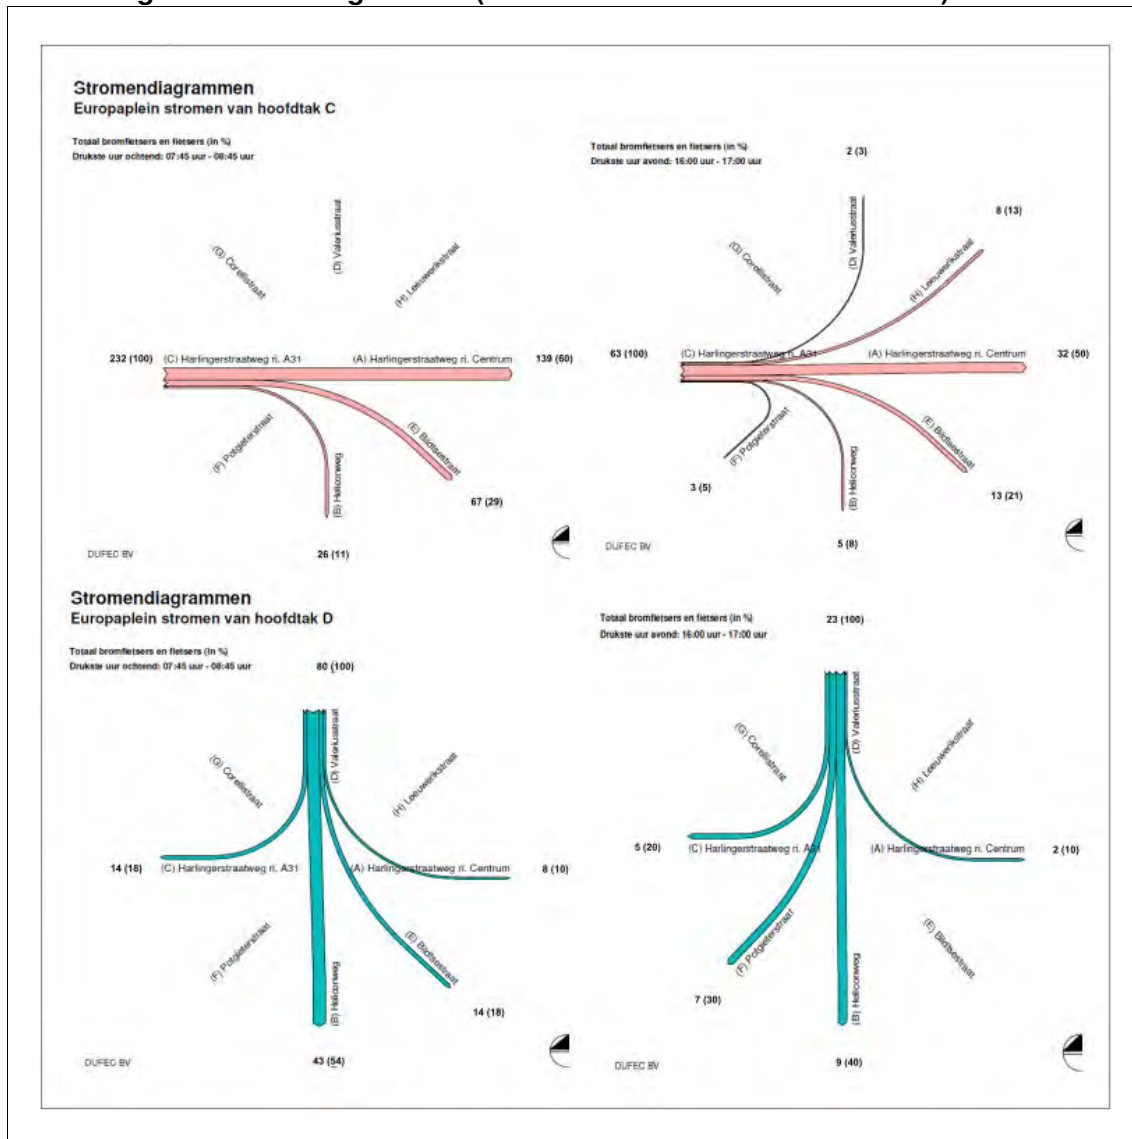 Stromendiagrammen
Europaplein stromen van hoofdtak C
Totaal bromfietsers en fietsers (in %)
Drukste uur ochtend: 07:45 uur - 08:45 uur
(G) Corellistraat
(D) Valeriusstraat
(H) Leeuwerikstraat
232 (100)
(C) Harlingerstraatweg ri. A31
(A) Harlingerstraatweg ri. Centrum
139 (60)
(F) Potgieterstraat
(B) Heliconweg
(E) Bildtsestraat
67 (29)
26 (11)
DUFEC BV
Totaal bromfietsers en fietsers (in %)
Drukste uur avond: 16:00 uur - 17:00 uur
2 (3)
8 (13)
(G) Corellistraat
(D) Valeriusstraat
(H) Leeuwerikstraat
63 (100)
(C) Harlingerstraatweg ri. A31
(A) Harlingerstraatweg ri. Centrum
32 (50)
(F) Potgieterstraat
(B) Heliconweg
(E) Bildtsestraat
3 (5)
13 (21)
5 (8)
DUFEC BV
Stromendiagrammen
Europaplein stromen van hoofdtak D
Totaal bromfietsers en fietsers (in %)
Drukste uur ochtend: 07:45 uur - 08:45 uur
80 (100)
(G) Corellistraat
(D) Valeriusstraat
(H) Leeuwerikstraat
14 (18)
(C) Harlingerstraatweg ri. A31
(A) Harlingerstraatweg ri. Centrum
8 (10)
(F) Potgieterstraat
(B) Heliconweg
(E) Bildtsestraat
14 (18)
43 (54)
DUFEC BV
Totaal bromfietsers en fietsers (in %)
Drukste uur avond: 16:00 uur - 17:00 uur
23 (100)
(G) Corellistraat
(D) Valeriusstraat
(H) Leeuwerikstraat
5 (20)
(C) Harlingerstraatweg ri. A31
(A) Harlingerstraatweg ri. Centrum
2 (10)
(F) Potgieterstraat
(B) Heliconweg
(E) Bildtsestraat
7 (30)
9 (40)
DUFEC BV